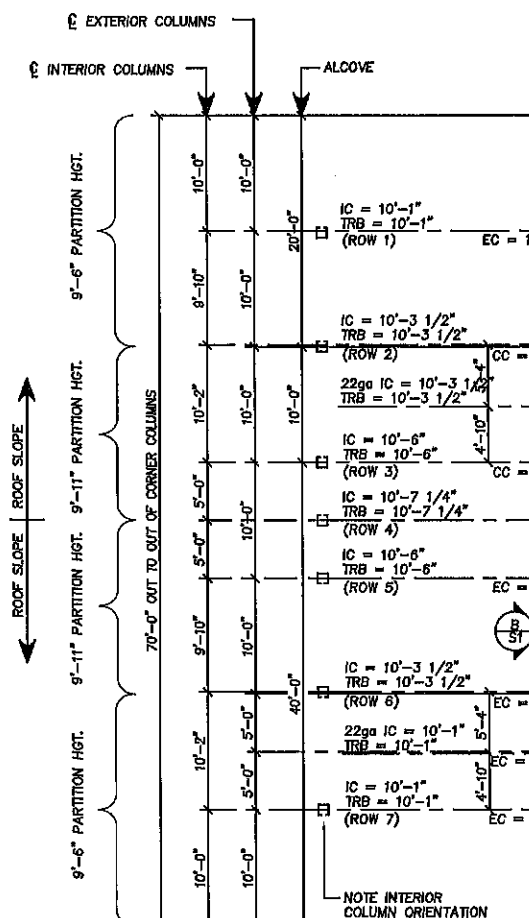 ℄ EXTERIOR COLUMNS
℄ INTERIOR COLUMNS
ALCOVE
9'-6" PARTITION HGT.
9'-11" PARTITION HGT.
9'-11" PARTITION HGT.
9'-6" PARTITION HGT.
ROOF SLOPE
ROOF SLOPE
70'-0" OUT TO OUT OF CORNER COLUMNS
10'-0"
9'-10"
10'-2"
5'-0"
5'-0"
9'-10"
10'-2"
10'-0"
10'-0"
10'-0"
10'-0"
5'-0"
5'-0"
10'-0"
20'-0"
10'-0"
40'-0"
IC = 10'-1"
TRB = 10'-1"
(ROW 1)
EC = 1
IC = 10'-3 1/2"
TRB = 10'-3 1/2"
(ROW 2)
CC =
22ga IC = 10'-3 1/2"
TRB = 10'-3 1/2"
4'-10"
IC = 10'-6"
TRB = 10'-6"
(ROW 3)
CC =
IC = 10'-7 1/4"
TRB = 10'-7 1/4"
(ROW 4)
IC = 10'-6"
TRB = 10'-6"
(ROW 5)
EC =
B
S1
IC = 10'-3 1/2"
TRB = 10'-3 1/2"
(ROW 6)
EC =
5'-4"
22ga IC = 10'-1"
TRB = 10'-1"
EC =
4'-10"
IC = 10'-1"
TRB = 10'-1"
(ROW 7)
EC =
NOTE INTERIOR
COLUMN ORIENTATION